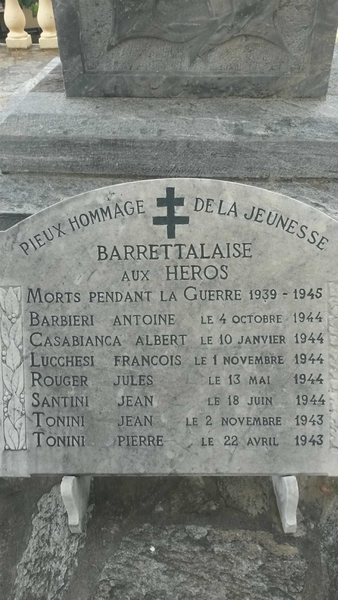 PIEUX HOMMAGE DE LA JEUNESSE
BARRETTALAISE
AUX HEROS
MORTS PENDANT LA GUERRE 1939 - 1945
BARBIERI ANTOINE LE 4 OCTOBRE 1944
CASABIANCA ALBERT LE 10 JANVIER 1944
LUCCHESI FRANCOIS LE 1 NOVEMBRE 1944
ROUGER JULES LE 13 MAI 1944
SANTINI JEAN LE 18 JUIN 1944
TONINI JEAN LE 2 NOVEMBRE 1943
TONINI PIERRE LE 22 AVRIL 1943